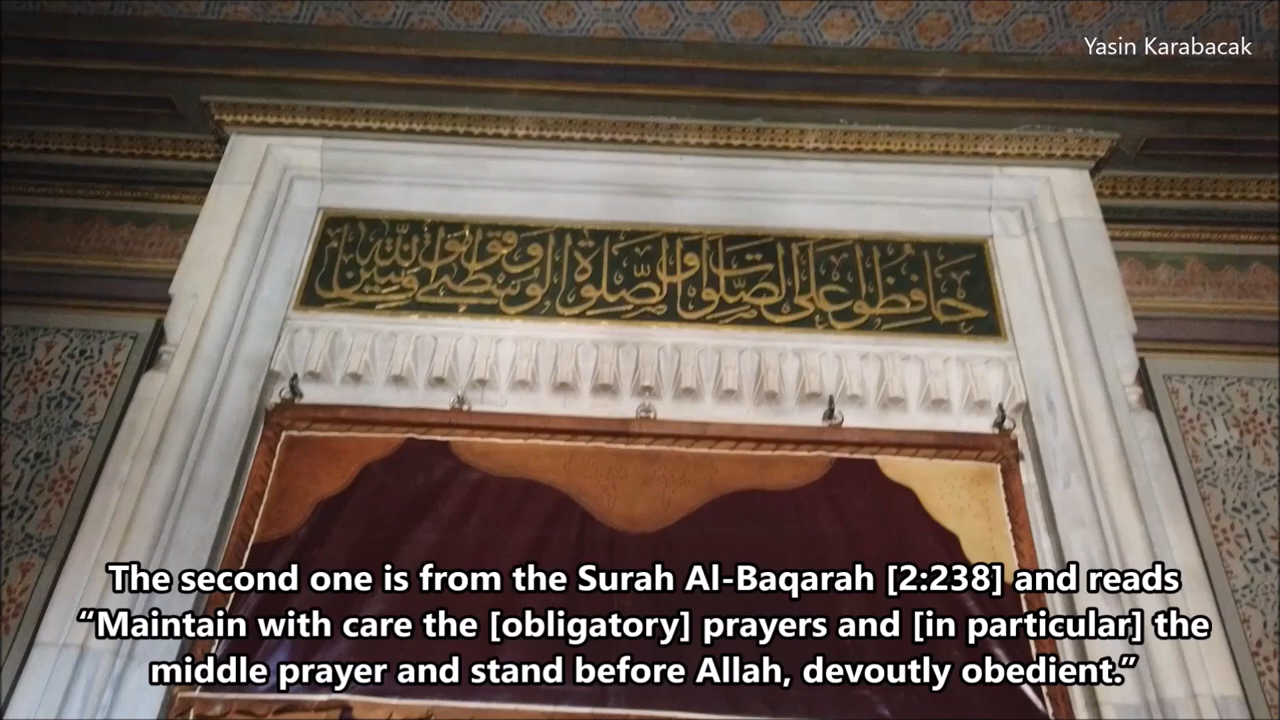 Yasin Karabacak
حافظوا على الصلوات والصلوة الوسطى وقوموا لله قانتين
The second one is from the Surah Al-Baqarah [2:238] and reads
“Maintain with care the [obligatory] prayers and [in particular] the
middle prayer and stand before Allah, devoutly obedient.”